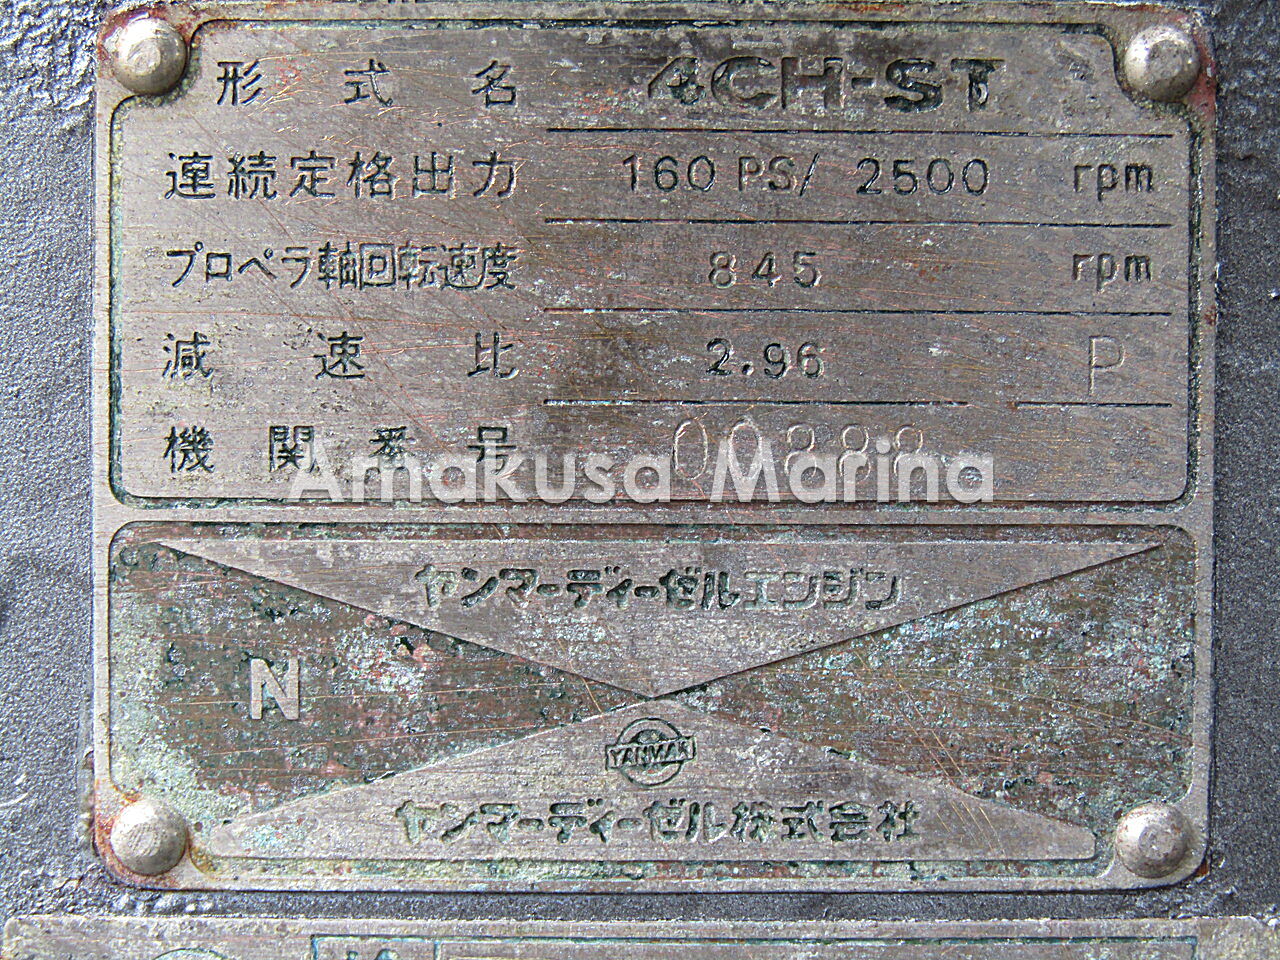 形式名 4CH-ST
連続定格出力 160 PS/ 2500 rpm
プロペラ軸回転速度 845 rpm
減速比 2.96 P
機関番号 00888
Amakusa Marina
ヤンマーディーゼルエンジン
N
YANMAR
ヤンマーディーゼル株式会社